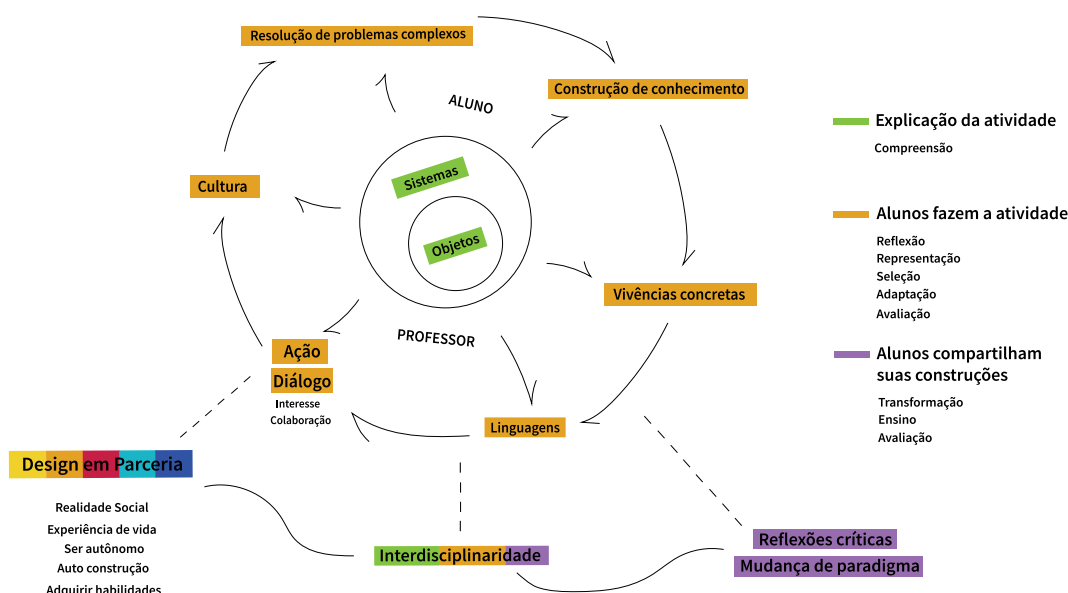 Resolução de problemas complexos
Construção de conhecimento
ALUNO
Sistemas
Cultura
Objetos
Vivências concretas
PROFESSOR
Ação
Diálogo
Interesse
Colaboração
Linguagens
Design em Parceria
Realidade Social
Experiência de vida
Ser autônomo
Auto construção
Adquirir habilidades
Interdisciplinaridade
Reflexões críticas
Mudança de paradigma
Explicação da atividade
Compreensão
Alunos fazem a atividade
Reflexão
Representação
Seleção
Adaptação
Avaliação
Alunos compartilham
suas construções
Transformação
Ensino
Avaliação